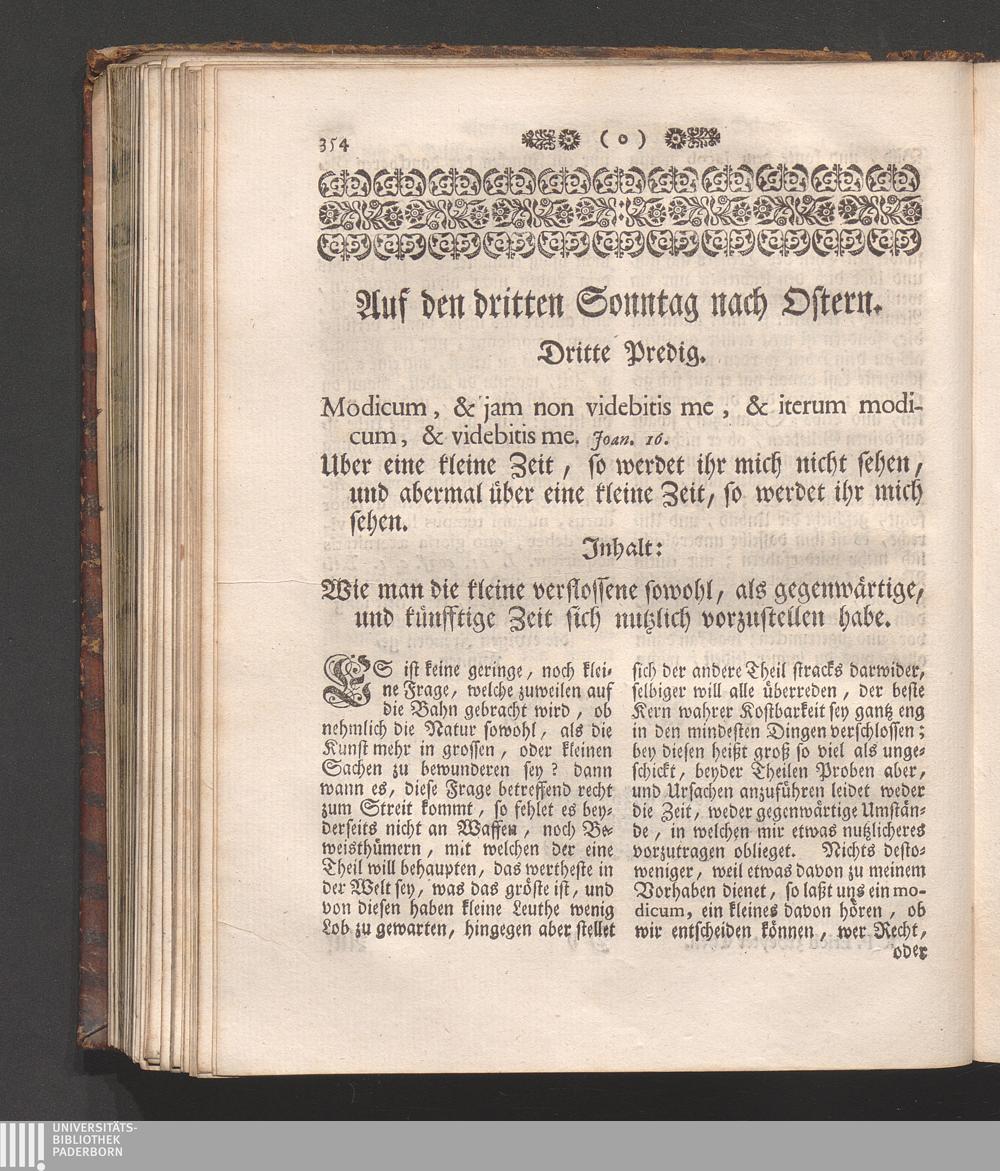 354 ( o )
Auf den dritten Sonntag nach Ostern.
Dritte Predig.
Modicum, & jam non videbitis me, & iterum modi-
cum, & videbitis me. Joan. 16.
Uber eine kleine Zeit, so werdet ihr mich nicht sehen,
und abermal über eine kleine Zeit, so werdet ihr mich
sehen.
Inhalt:
Wie man die kleine verflossene sowohl, als gegenwärtige,
und künfftige Zeit sich nutzlich vorzustellen habe.
ES ist keine geringe, noch klei-
ne Frage, welche zuweilen auf
die Bahn gebracht wird, ob
nehmlich die Natur sowohl, als die
Kunst mehr in grossen, oder kleinen
Sachen zu bewunderen sey? dann
wann es, diese Frage betreffend recht
zum Streit kommt, so fehlet es bey-
derseits nicht an Waffen, noch Be-
weisthümern, mit welchen der eine
Theil will behaupten, das wertheste in
der Welt sey, was das gröste ist, und
von diesen haben kleine Leuthe wenig
Lob zu gewarten, hingegen aber stellet
sich der andere Theil stracks darwider,
selbiger will alle überreden, der beste
Kern wahrer Kostbarkeit sey gantz eng
in den mindesten Dingen verschlossen;
bey diesen heißt groß so viel als unge-
schickt, beyder Theilen Proben aber,
und Ursachen anzuführen leidet weder
die Zeit, weder gegenwärtige Umstän-
de, in welchen mir etwas nutzlicheres
vorzutragen oblieget. Nichts desto-
weniger, weil etwas davon zu meinem
Vorhaben dienet, so laßt uns ein mo-
dicum, ein kleines davon hören, ob
wir entscheiden können, wer Recht,
oder
UNIVERSITÄTS-
BIBLIOTHEK
PADERBORN